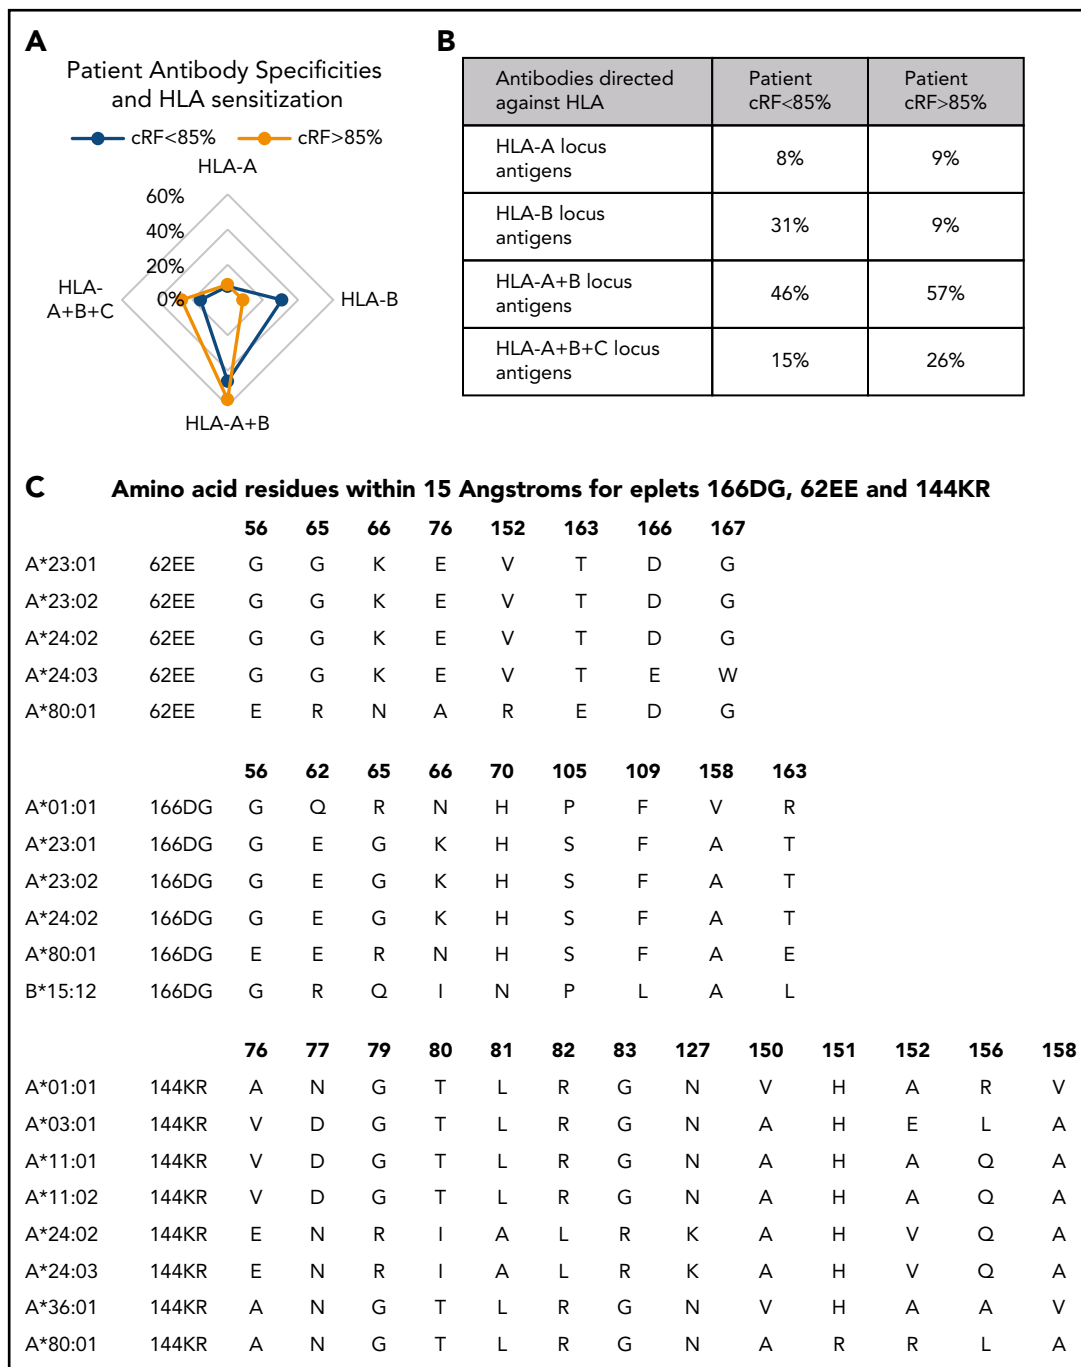 A
Patient Antibody Specificities
and HLA sensitization
cRF<85% cRF>85%
HLA-A
60%
40%
20%
0%
HLA-
A+B+C
HLA-B
HLA-A+B
B
Antibodies directed against HLA | Patient cRF<85% | Patient cRF>85%
HLA-A locus antigens | 8% | 9%
HLA-B locus antigens | 31% | 9%
HLA-A+B locus antigens | 46% | 57%
HLA-A+B+C locus antigens | 15% | 26%
C Amino acid residues within 15 Angstroms for eplets 166DG, 62EE and 144KR
56 65 66 76 152 163 166 167
A*23:01 62EE G G K E V T D G
A*23:02 62EE G G K E V T D G
A*24:02 62EE G G K E V T D G
A*24:03 62EE G G K E V T E W
A*80:01 62EE E R N A R E D G
56 62 65 66 70 105 109 158 163
A*01:01 166DG G Q R N H P F V R
A*23:01 166DG G E G K H S F A T
A*23:02 166DG G E G K H S F A T
A*24:02 166DG G E G K H S F A T
A*80:01 166DG E E R N H S F A E
B*15:12 166DG G R Q I N P L A L
76 77 79 80 81 82 83 127 150 151 152 156 158
A*01:01 144KR A N G T L R G N V H A R V
A*03:01 144KR V D G T L R G N A H E L A
A*11:01 144KR V D G T L R G N A H A Q A
A*11:02 144KR V D G T L R G N A H A Q A
A*24:02 144KR E N R I A L R K A H V Q A
A*24:03 144KR E N R I A L R K A H V Q A
A*36:01 144KR A N G T L R G N V H A A V
A*80:01 144KR A N G T L R G N A R R L A